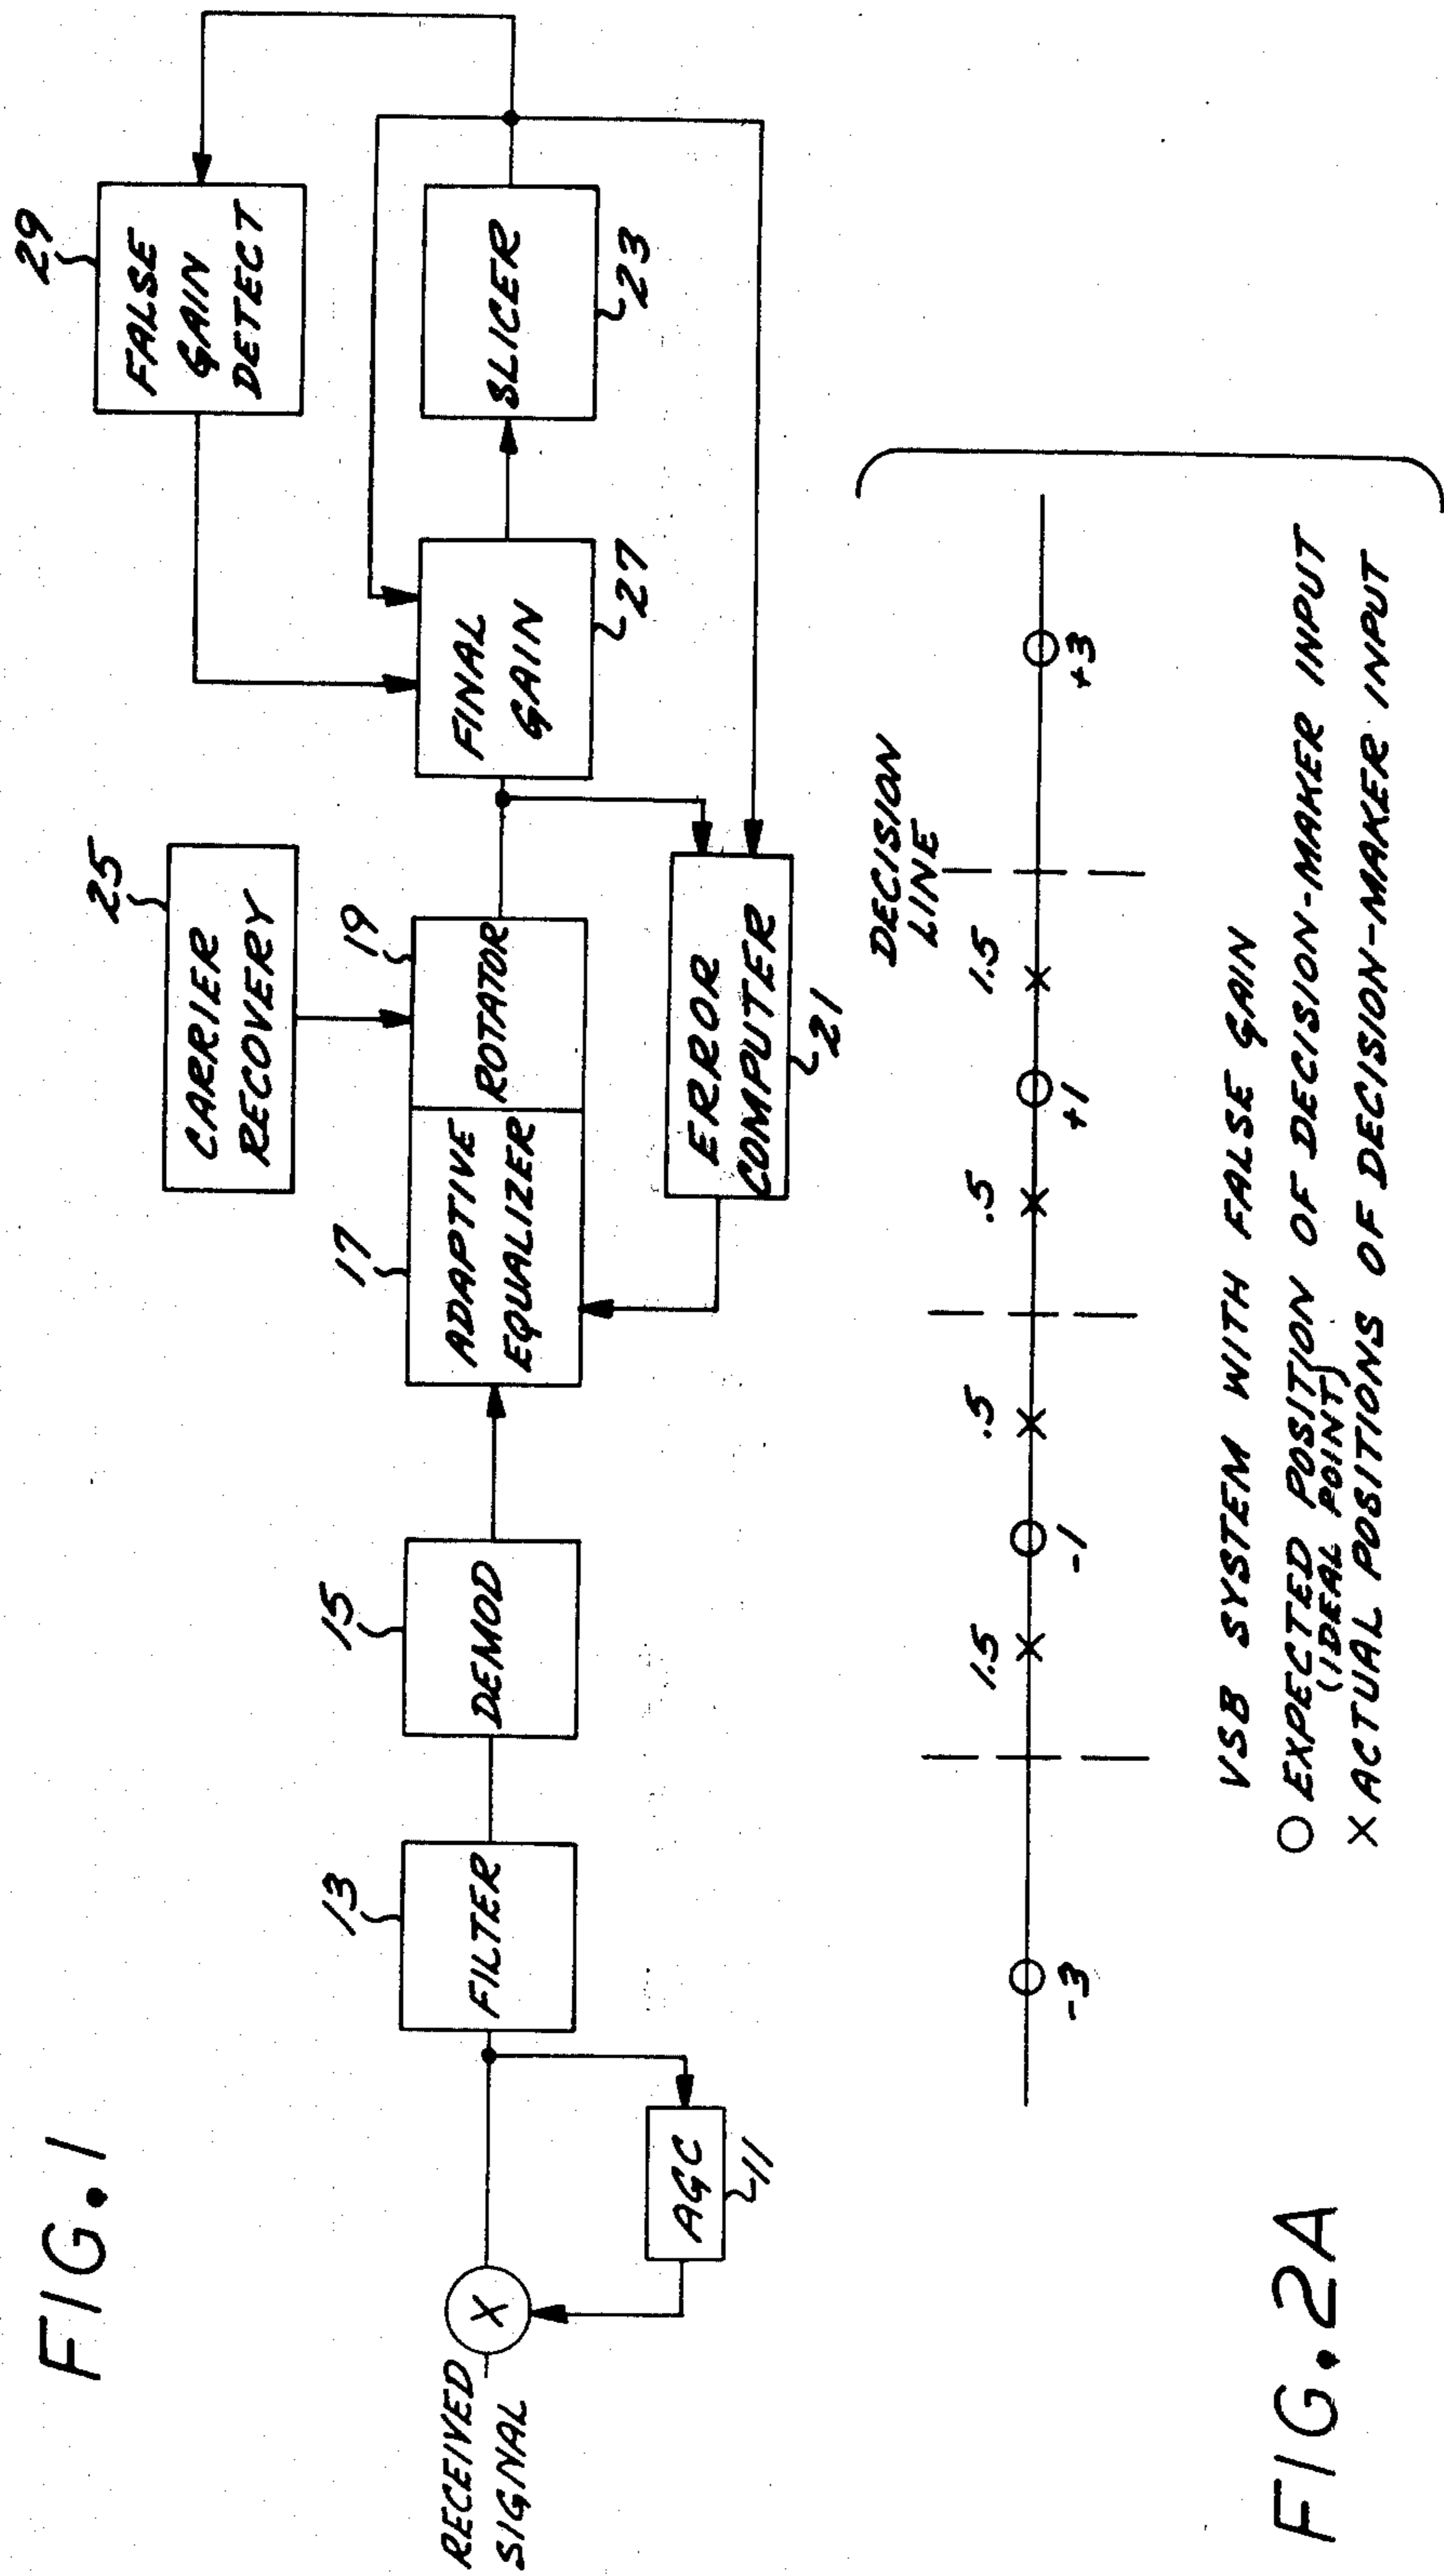 FIG. 1
RECEIVED
SIGNAL
X
AGC
11
FILTER
13
DEMOD
15
ADAPTIVE
EQUALIZER
17
ROTATOR
19
CARRIER
RECOVERY
25
ERROR
COMPUTER
21
FINAL
GAIN
27
SLICER
23
FALSE
GAIN
DETECT
29
FIG. 2A
DECISION
LINE
1.5
.5
.5
1.5
-3
-1
+1
+3
VSB SYSTEM WITH FALSE GAIN
O EXPECTED POSITION OF DECISION-MAKER INPUT
(IDEAL POINT)
X ACTUAL POSITIONS OF DECISION-MAKER INPUT